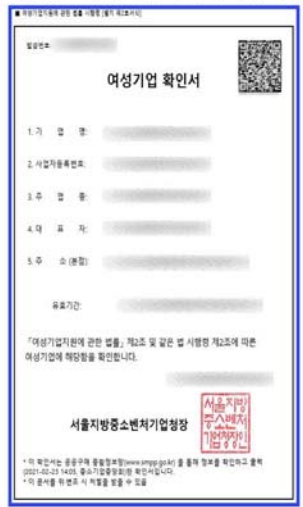 ■ 여성기업지원에 관한 법률 시행령 [별지 제2호서식]
발급번호:
여성기업 확인서
1. 기 업 명:
2. 사업자등록번호:
3. 주 업 종:
4. 대 표 자:
5. 주 소 (본점):
유효기간:
「여성기업지원에 관한 법률」 제2조 및 같은 법 시행령 제2조에 따른
여성기업에 해당함을 확인합니다.
서울지방중소벤처기업청장
서울지방
중소벤처
기업청장인
* 이 확인서는 공공구매 종합정보망(www.smpp.go.kr) 을 통해 정보를 확인하고 출력
(2021-02-23 14:05, 중소기업중앙회)한 확인서입니다.
* 이 문서를 위·변조 시 처벌을 받을 수 있음